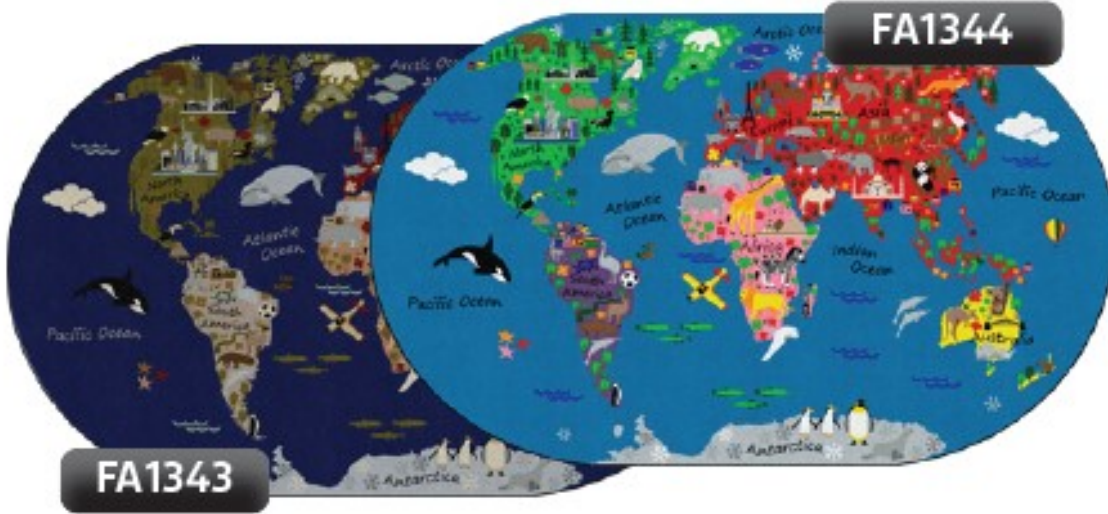 FA1344
Arctic Ocean
North
America
Atlantic
Ocean
Pacific Ocean
South
America
Africa
Europe
Asia
Indian
Ocean
Pacific Ocean
Australia
Antarctica
FA1343
North
America
Atlantic
Ocean
Pacific Ocean
South
America
Antarctica